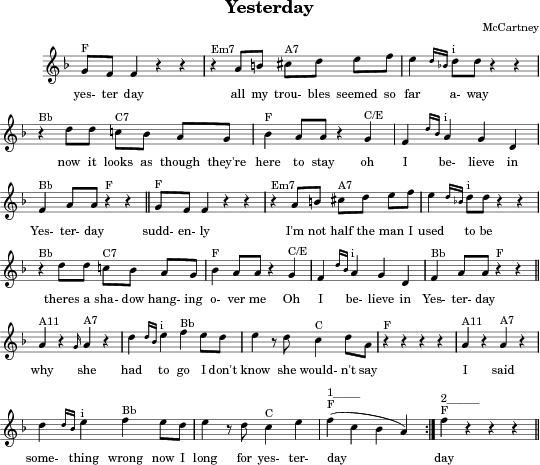 Yesterday
McCartney
F Em7 A7 i
yes- ter day all my trou- bles seemed so far a- way
Bb C7 F C/E i
now it looks as though they're here to stay oh I be- lieve in
Bb F F Em7 A7 i
Yes- ter- day sudd- en- ly I'm not half the man I used to be
Bb C7 F C/E i Bb F
theres a sha- dow hang- ing o- ver me Oh I be- lieve in Yes- ter- day
A11 A7 i Bb C F A11 A7
why she had to go I don't know she would- n't say I said
i Bb C 1____ F 2_____ F
some- thing wrong now I long for yes- ter- day day